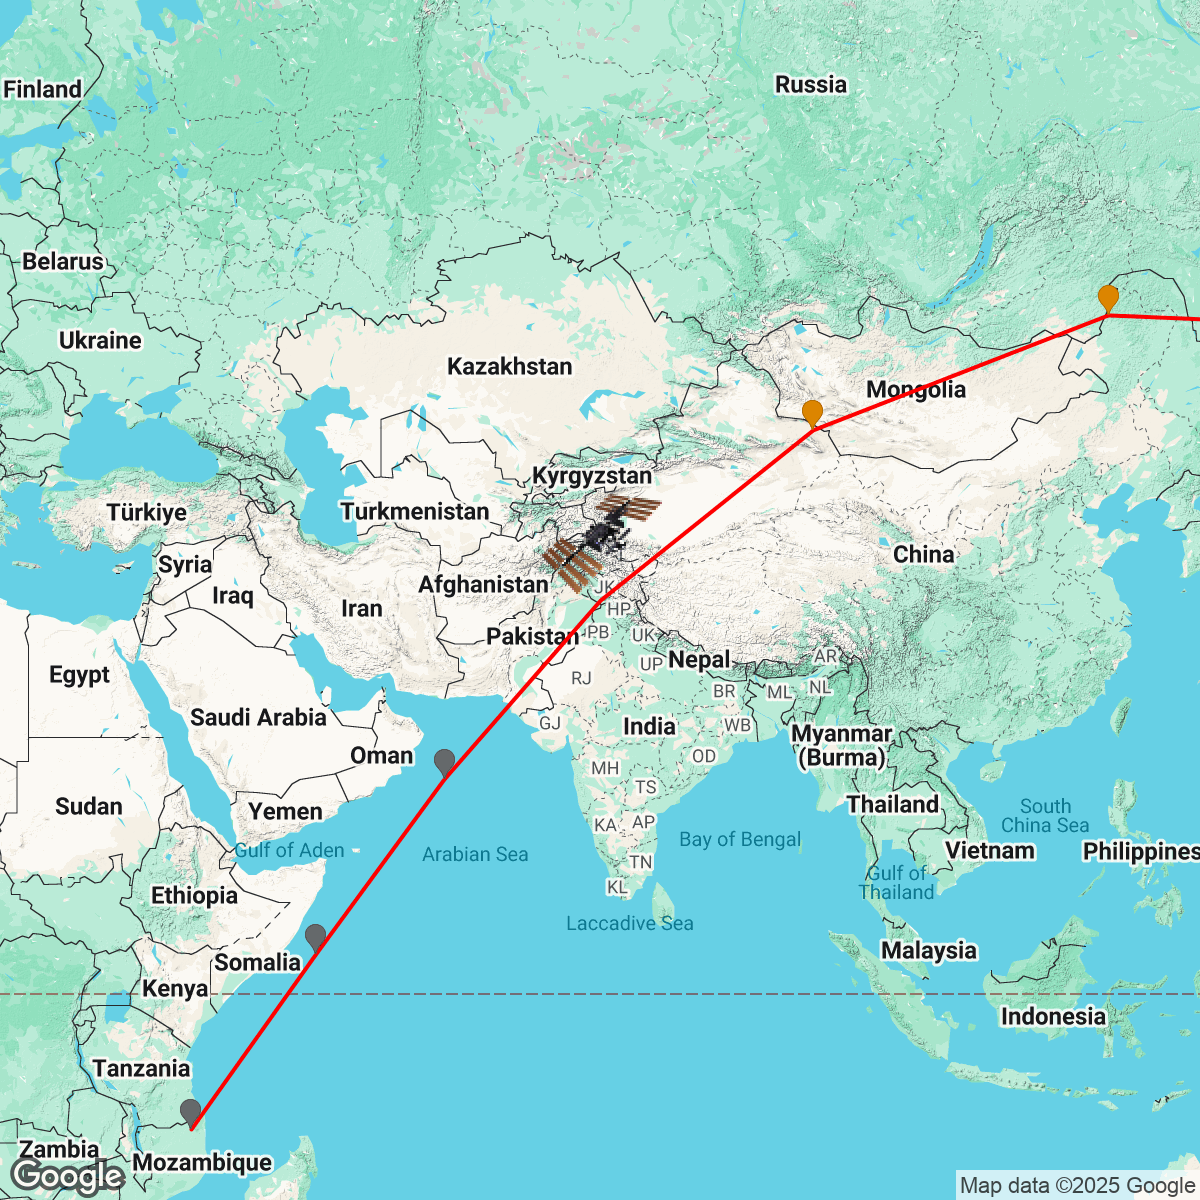 Finland
Russia
Belarus
Ukraine
Kazakhstan
Mongolia
Kyrgyzstan
Türkiye
Turkmenistan
China
Syria
Afghanistan
JK
Iraq
Iran
HP
Pakistan
PB
UK
Nepal
AR
UP
Egypt
RJ
BR
ML
NL
Saudi Arabia
GJ
India
WB
Myanmar
(Burma)
Oman
OD
MH
TS
Sudan
Yemen
Thailand
South
China Sea
KA
AP
Bay of Bengal
Gulf of Aden
Arabian Sea
Vietnam
Philippines
TN
Gulf of
Thailand
KL
Ethiopia
Laccadive Sea
Malaysia
Somalia
Kenya
Indonesia
Tanzania
Zambia
Mozambique
Google
Map data ©2025 Google